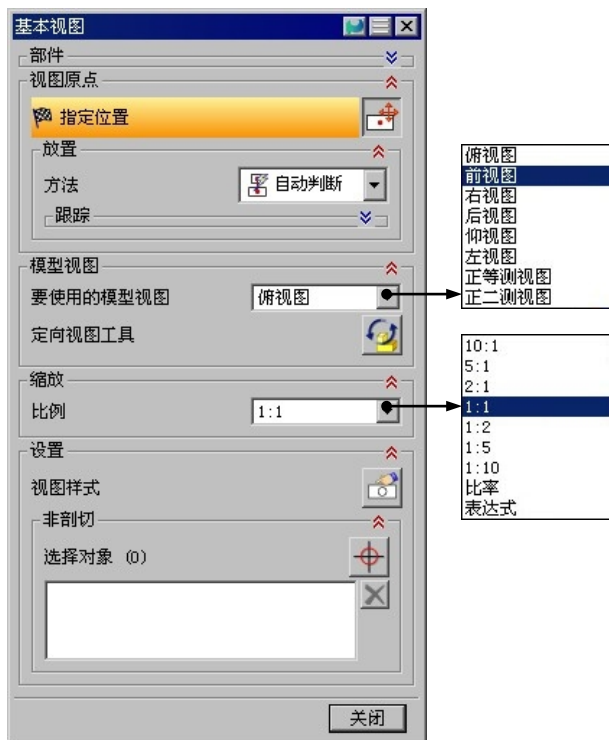 基本视图
部件
视图原点
指定位置
放置
方法
自动判断
跟踪
模型视图
要使用的模型视图
俯视图
定向视图工具
缩放
比例
1:1
设置
视图样式
非剖切
选择对象 (0)
关闭
俯视图
前视图
右视图
后视图
仰视图
左视图
正等测视图
正二测视图
10:1
5:1
2:1
1:1
1:2
1:5
1:10
比率
表达式